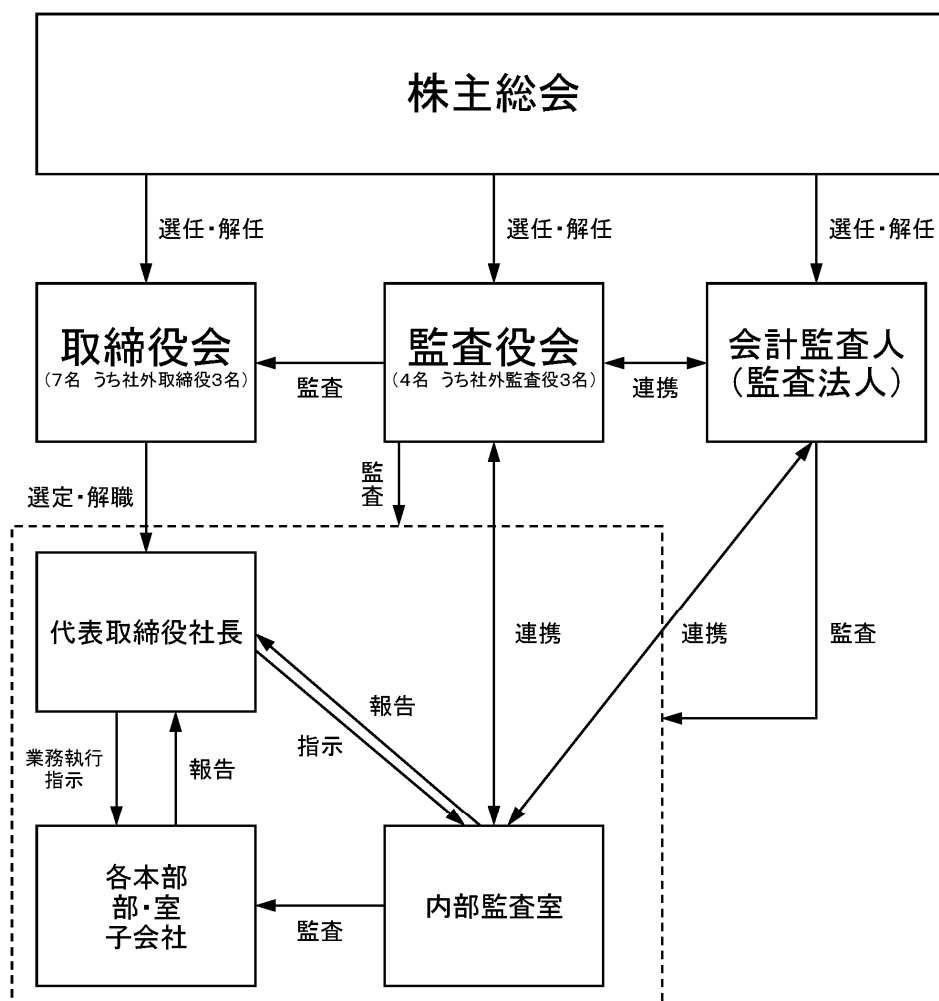 株主総会
選任・解任
選任・解任
選任・解任
取締役会
(7名 うち社外取締役3名)
監査
監査役会
(4名 うち社外監査役3名)
連携
会計監査人
(監査法人)
選定・解職
監査
代表取締役社長
連携
連携
監査
報告
指示
業務執行
指示
報告
各本部
部・室
子会社
監査
内部監査室